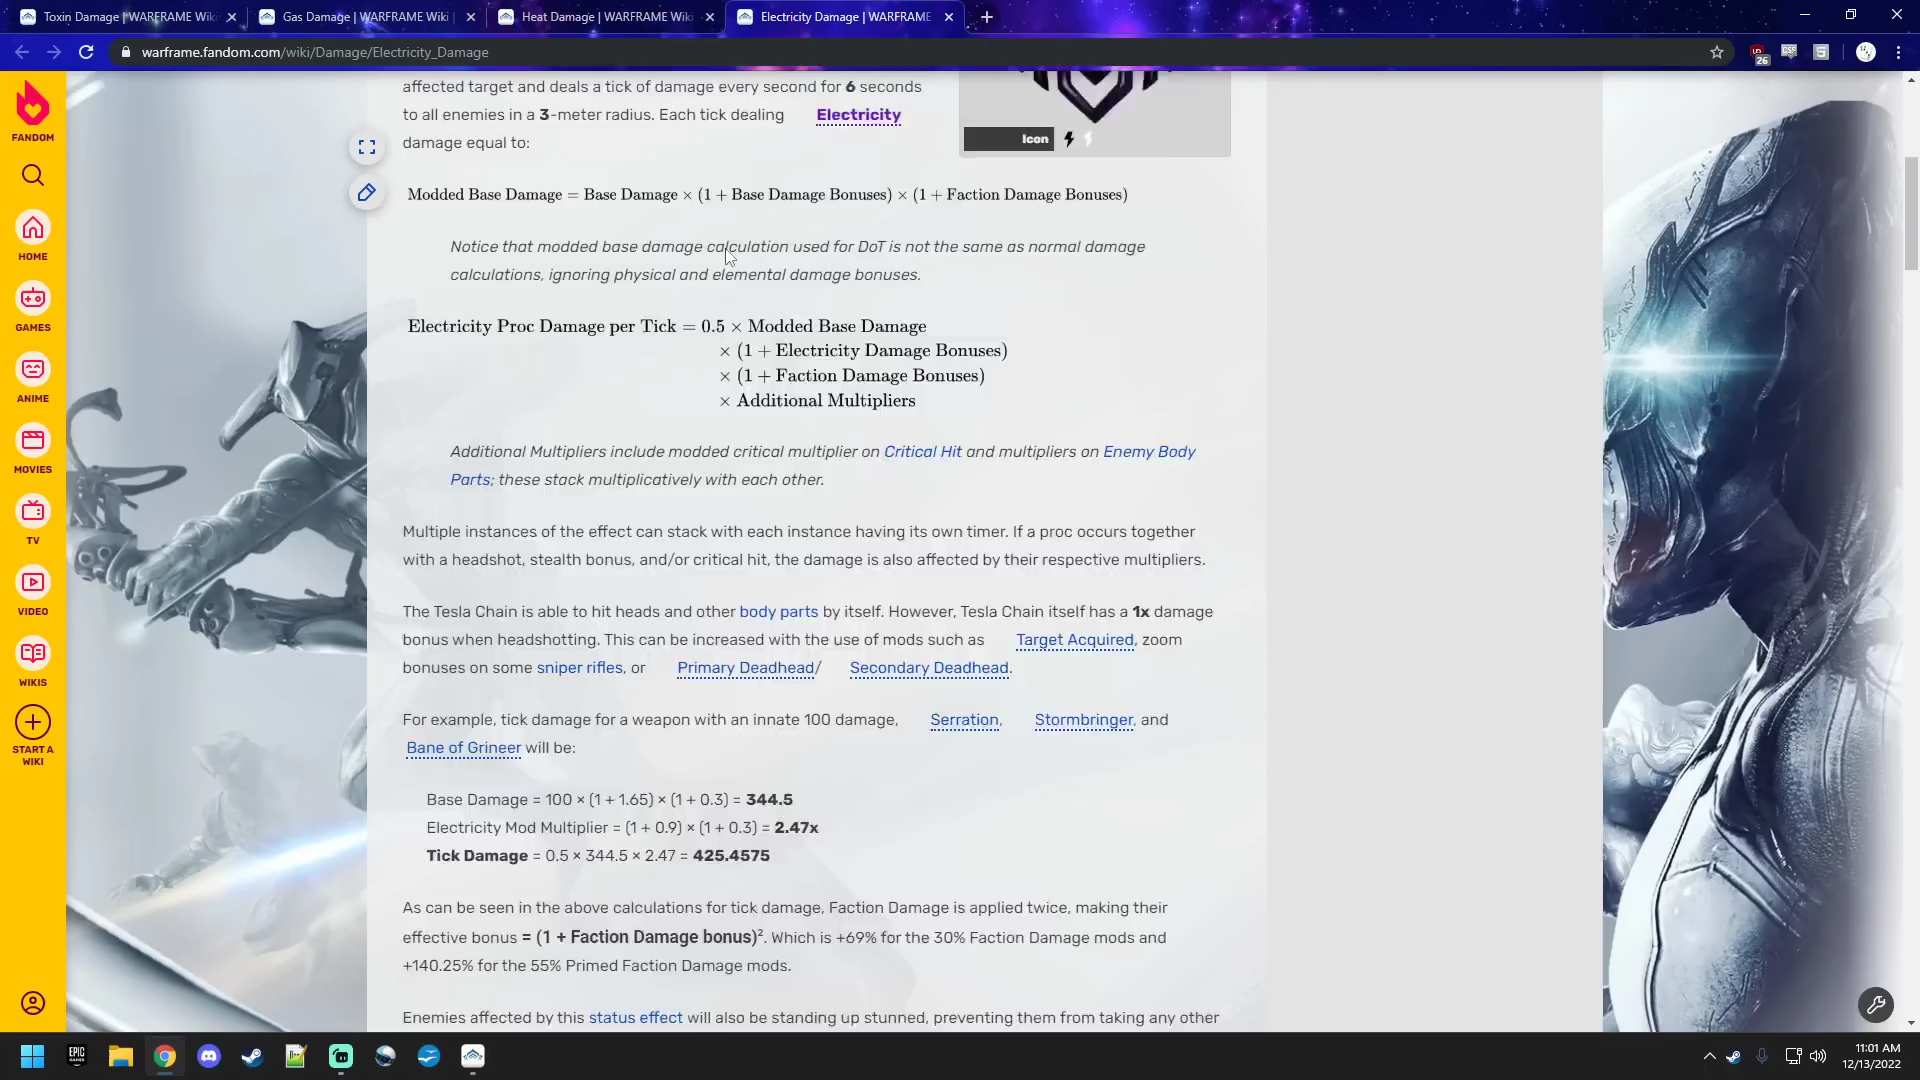 Toxin Damage | WARFRAME Wiki
Gas Damage | WARFRAME Wiki |
Heat Damage | WARFRAME Wiki
Electricity Damage | WARFRAME
warframe.fandom.com/wiki/Damage/Electricity_Damage
26
FANDOM
HOME
GAMES
ANIME
MOVIES
TV
VIDEO
WIKIS
START A
WIKI
affected target and deals a tick of damage every second for 6 seconds
to all enemies in a 3-meter radius. Each tick dealing Electricity
damage equal to:
Icon
Modded Base Damage = Base Damage × (1 + Base Damage Bonuses) × (1 + Faction Damage Bonuses)
Notice that modded base damage calculation used for DoT is not the same as normal damage
calculations, ignoring physical and elemental damage bonuses.
Electricity Proc Damage per Tick = 0.5 × Modded Base Damage
× (1 + Electricity Damage Bonuses)
× (1 + Faction Damage Bonuses)
× Additional Multipliers
Additional Multipliers include modded critical multiplier on Critical Hit and multipliers on Enemy Body
Parts; these stack multiplicatively with each other.
Multiple instances of the effect can stack with each instance having its own timer. If a proc occurs together
with a headshot, stealth bonus, and/or critical hit, the damage is also affected by their respective multipliers.
The Tesla Chain is able to hit heads and other body parts by itself. However, Tesla Chain itself has a 1x damage
bonus when headshotting. This can be increased with the use of mods such as Target Acquired, zoom
bonuses on some sniper rifles, or Primary Deadhead/ Secondary Deadhead.
For example, tick damage for a weapon with an innate 100 damage, Serration, Stormbringer, and
Bane of Grineer will be:
Base Damage = 100 × (1 + 1.65) × (1 + 0.3) = 344.5
Electricity Mod Multiplier = (1 + 0.9) × (1 + 0.3) = 2.47x
Tick Damage = 0.5 × 344.5 × 2.47 = 425.4575
As can be seen in the above calculations for tick damage, Faction Damage is applied twice, making their
effective bonus = (1 + Faction Damage bonus)². Which is +69% for the 30% Faction Damage mods and
+140.25% for the 55% Primed Faction Damage mods.
Enemies affected by this status effect will also be standing up stunned, preventing them from taking any other
11:01 AM
12/13/2022